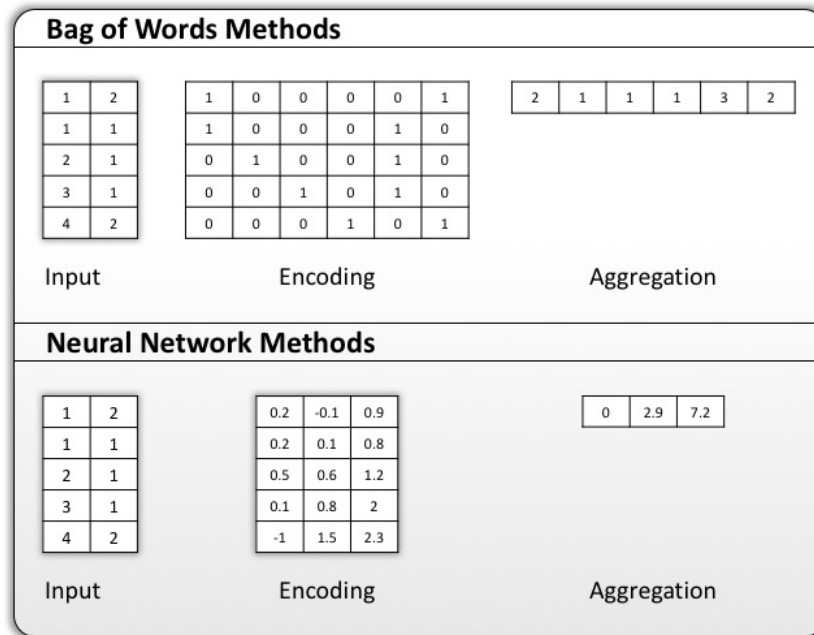 Bag of Words Methods
1 2 1 0 0 0 0 1 2 1 1 1 3 2
1 1 1 0 0 0 1 0
2 1 0 1 0 0 1 0
3 1 0 0 1 0 1 0
4 2 0 0 0 1 0 1
Input Encoding Aggregation
Neural Network Methods
1 2 0.2 -0.1 0.9 0 2.9 7.2
1 1 0.2 0.1 0.8
2 1 0.5 0.6 1.2
3 1 0.1 0.8 2
4 2 -1 1.5 2.3
Input Encoding Aggregation